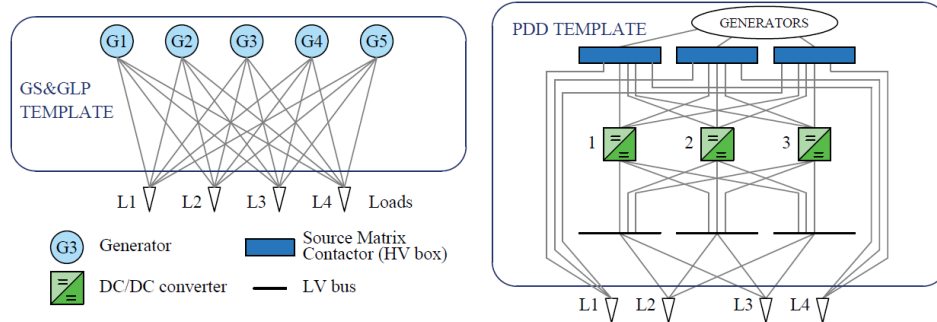 G1 G2 G3 G4 G5
GS&GLP
TEMPLATE
L1 L2 L3 L4 Loads
G3 Generator
DC/DC converter
Source Matrix
Contactor (HV box)
LV bus
PDD TEMPLATE
GENERATORS
1 2 3
L1 L2 L3 L4